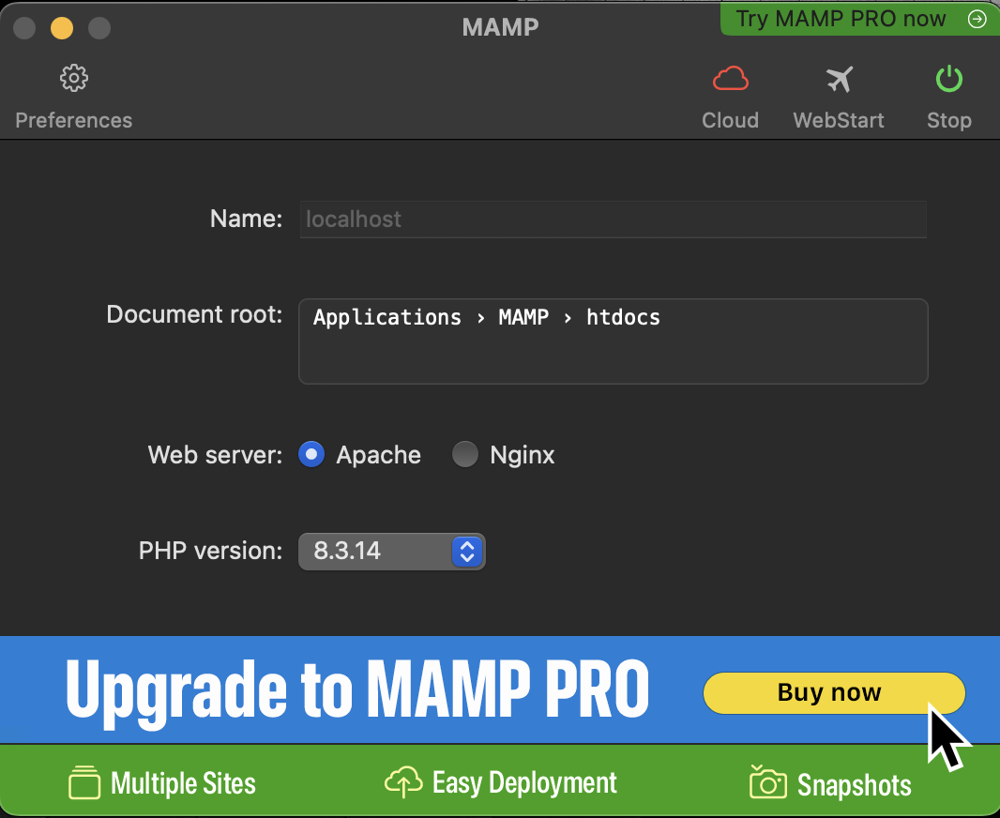 MAMP
Try MAMP PRO now
Preferences
Cloud
WebStart
Stop
Name: localhost
Document root: Applications › MAMP › htdocs
Web server: Apache Nginx
PHP version: 8.3.14
Upgrade to MAMP PRO
Buy now
Multiple Sites
Easy Deployment
Snapshots